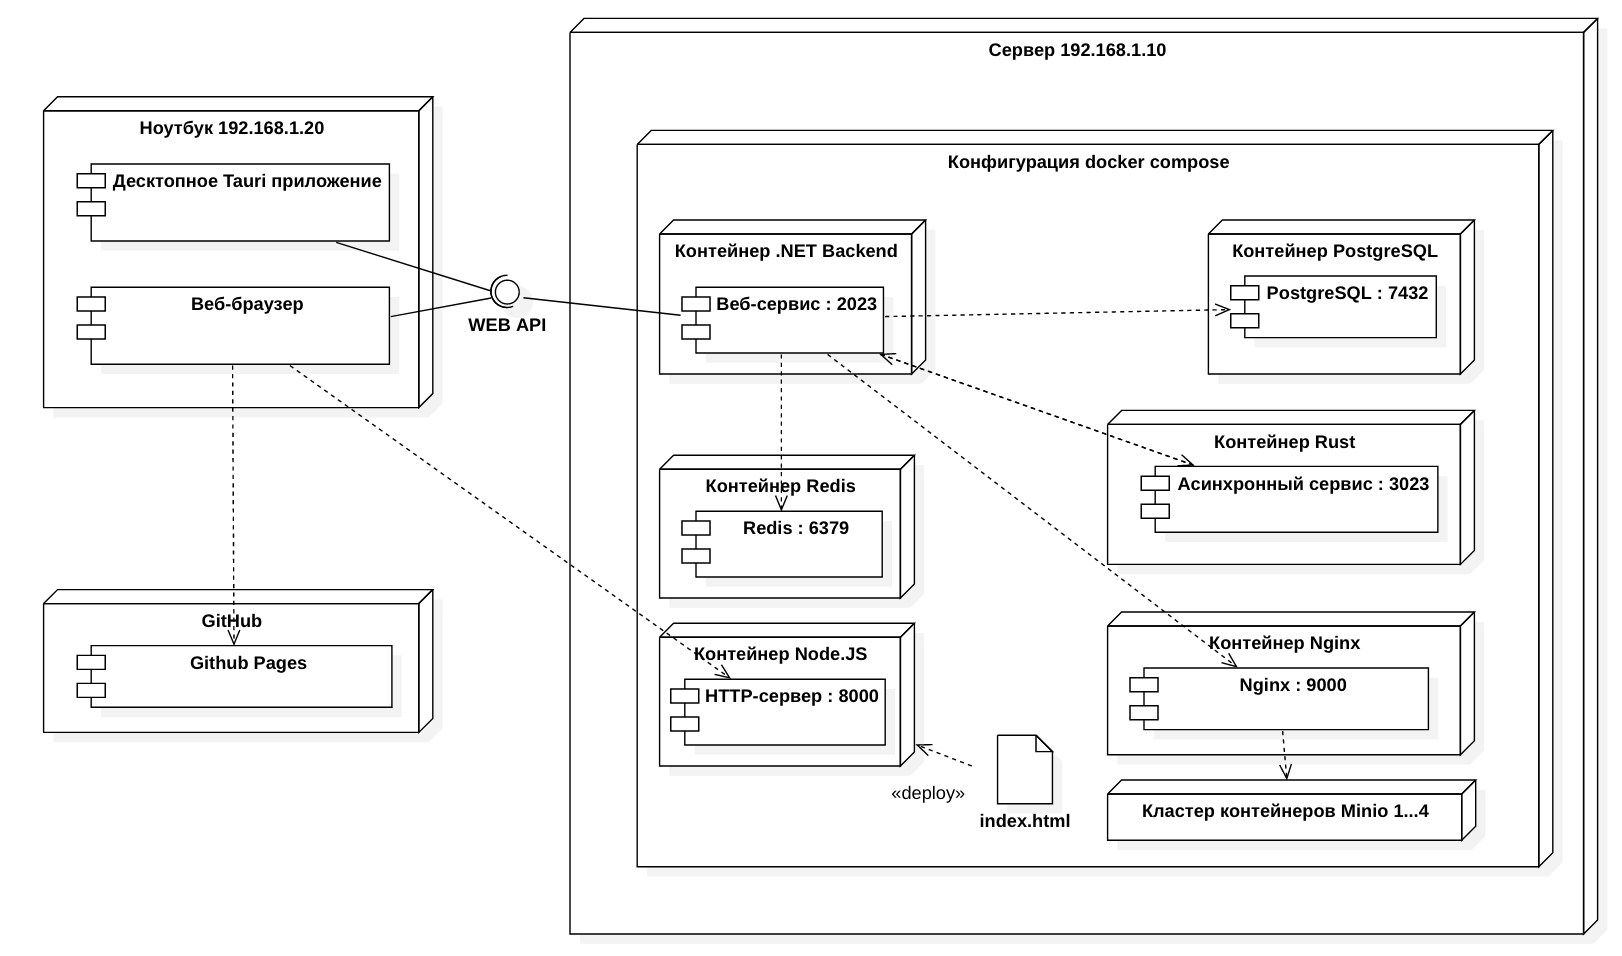 Сервер 192.168.1.10
Ноутбук 192.168.1.20
Десктопное Tauri приложение
Веб-браузер
WEB API
Конфигурация docker compose
Контейнер .NET Backend
Веб-сервис : 2023
Контейнер PostgreSQL
PostgreSQL : 7432
Контейнер Rust
Асинхронный сервис : 3023
Контейнер Redis
Redis : 6379
GitHub
Github Pages
Контейнер Node.JS
HTTP-сервер : 8000
Контейнер Nginx
Nginx : 9000
«deploy»
index.html
Кластер контейнеров Minio 1...4